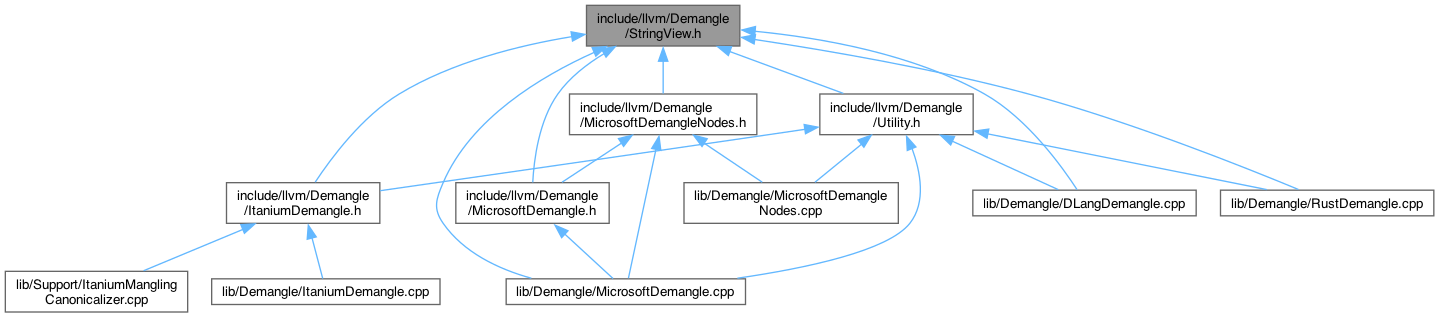 include/llvm/Demangle
/StringView.h
include/llvm/Demangle
/MicrosoftDemangleNodes.h
include/llvm/Demangle
/Utility.h
include/llvm/Demangle
/ItaniumDemangle.h
include/llvm/Demangle
/MicrosoftDemangle.h
lib/Demangle/MicrosoftDemangle
Nodes.cpp
lib/Demangle/DLangDemangle.cpp
lib/Demangle/RustDemangle.cpp
lib/Support/ItaniumMangling
Canonicalizer.cpp
lib/Demangle/ItaniumDemangle.cpp
lib/Demangle/MicrosoftDemangle.cpp